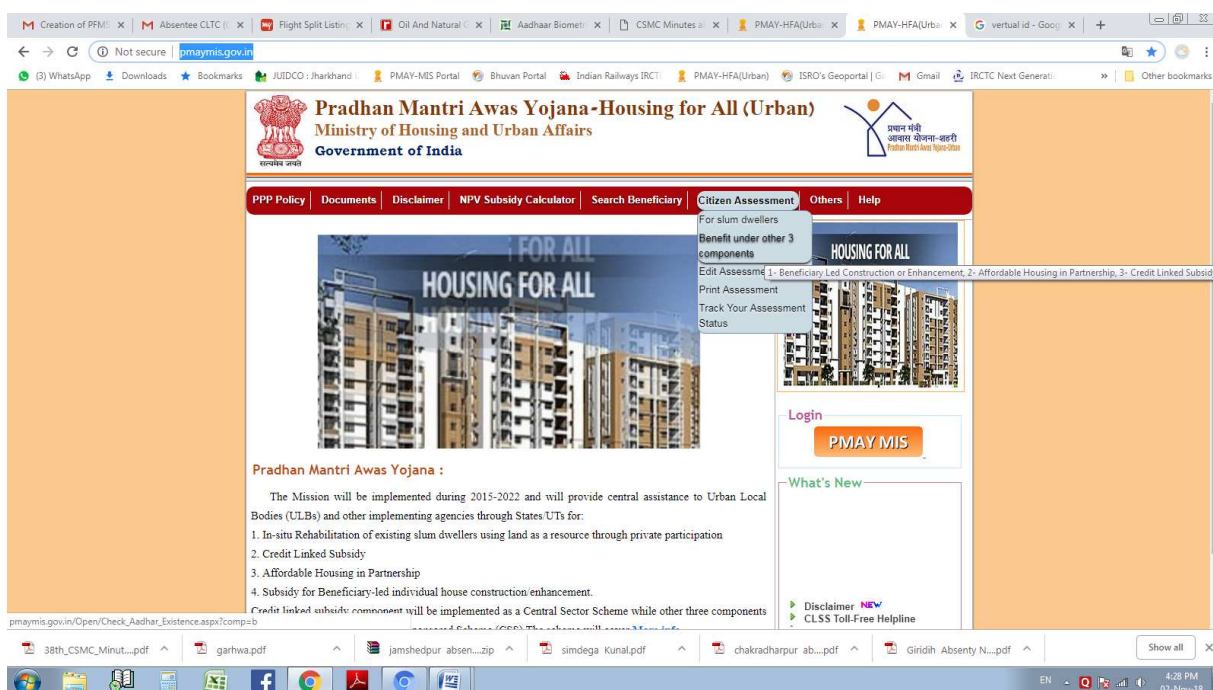 Creation of PFMS
Absentee CLTC (
Flight Split Listing
Oil And Natural G
Aadhaar Biometr
CSMC Minutes a
PMAY-HFA(Urba
PMAY-HFA(Urba
vertual id - Goog
Not secure | pmaymis.gov.in
(3) WhatsApp
Downloads
Bookmarks
JUIDCO : Jharkhand U
PMAY-MIS Portal
Bhuvan Portal
Indian Railways IRCT
PMAY-HFA(Urban)
ISRO's Geoportal | G
Gmail
IRCTC Next Generati
»
Other bookmarks
Pradhan Mantri Awas Yojana-Housing for All (Urban)
Ministry of Housing and Urban Affairs
Government of India
सत्यमेव जयते
प्रधान मंत्री
आवास योजना-शहरी
Pradhan Mantri Awas Yojana-Urban
PPP Policy | Documents | Disclaimer | NPV Subsidy Calculator | Search Beneficiary | Citizen Assessment | Others | Help
For slum dwellers
Benefit under other 3
components
Edit Assessme
1- Beneficiary Led Construction or Enhancement, 2- Affordable Housing in Partnership, 3- Credit Linked Subsid
Print Assessment
Track Your Assessment
Status
FOR ALL
HOUSING FOR ALL
HOUSING
HOUSING FOR ALL
Login
PMAY MIS
What's New
Disclaimer NEW
CLSS Toll-Free Helpline
Pradhan Mantri Awas Yojana :
The Mission will be implemented during 2015-2022 and will provide central assistance to Urban Local
Bodies (ULBs) and other implementing agencies through States/UTs for:
1. In-situ Rehabilitation of existing slum dwellers using land as a resource through private participation
2. Credit Linked Subsidy
3. Affordable Housing in Partnership
4. Subsidy for Beneficiary-led individual house construction/enhancement.
Credit linked subsidy component will be implemented as a Central Sector Scheme while other three components
pmaymis.gov.in/Open/Check_Aadhar_Existence.aspx?comp=b
38th_CSMC_Minut....pdf
garhwa.pdf
jamshedpur absen....zip
simdega Kunal.pdf
chakradharpur ab....pdf
Giridih Absenty N....pdf
Show all
EN
4:28 PM
02-Nov-18